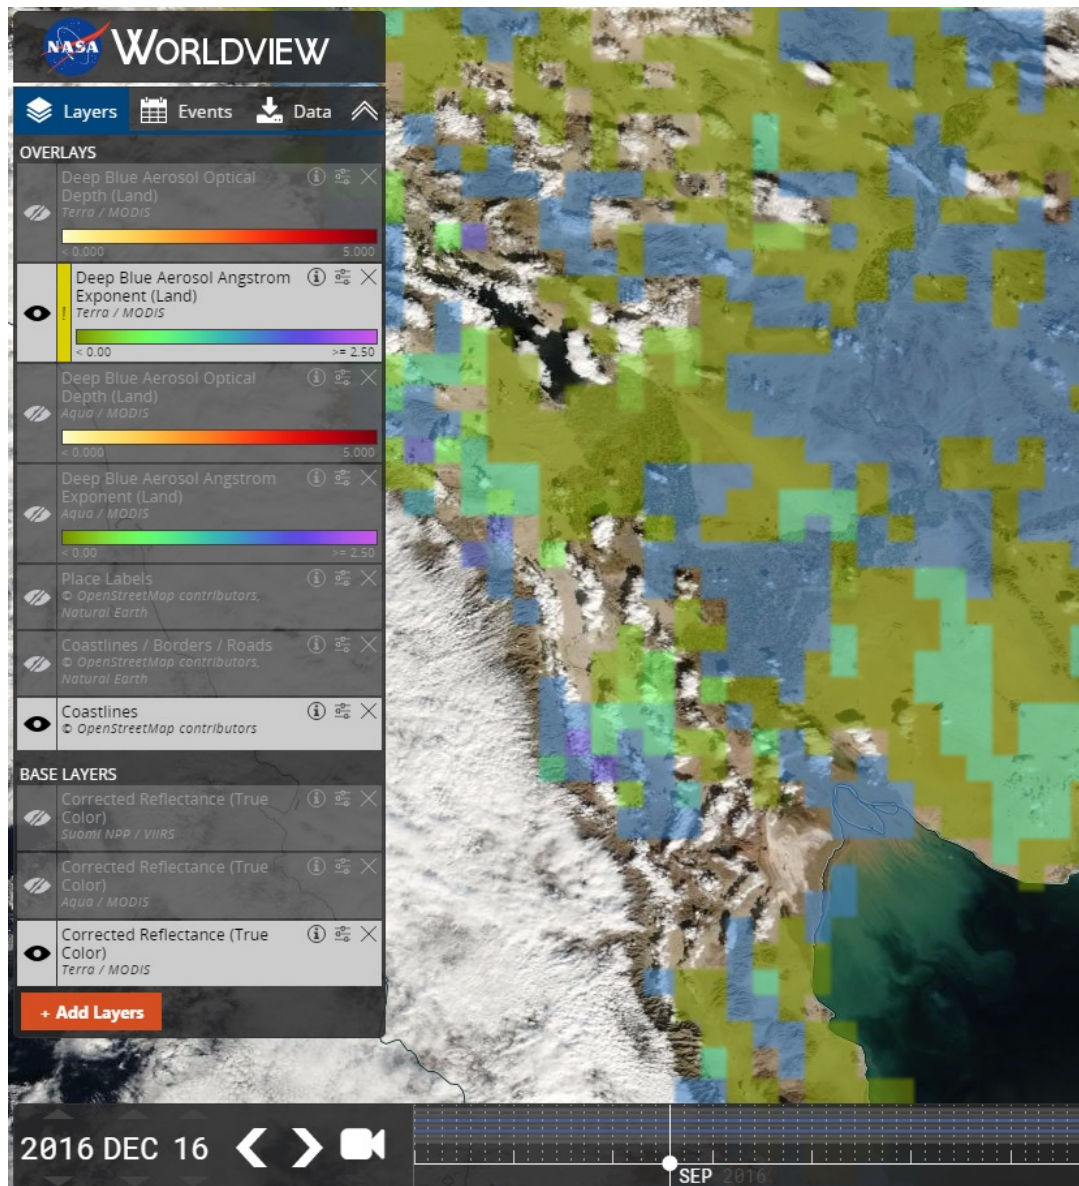 NASA WORLDVIEW
Layers Events Data
OVERLAYS
Deep Blue Aerosol Optical
Depth (Land)
Terra / MODIS
< 0.000 5.000
Deep Blue Aerosol Angstrom
Exponent (Land)
Terra / MODIS
< 0.00 >= 2.50
Deep Blue Aerosol Optical
Depth (Land)
Aqua / MODIS
< 0.000 5.000
Deep Blue Aerosol Angstrom
Exponent (Land)
Aqua / MODIS
< 0.00 >= 2.50
Place Labels
© OpenStreetMap contributors,
Natural Earth
Coastlines / Borders / Roads
© OpenStreetMap contributors,
Natural Earth
Coastlines
© OpenStreetMap contributors
BASE LAYERS
Corrected Reflectance (True
Color)
Suomi NPP / VIIRS
Corrected Reflectance (True
Color)
Aqua / MODIS
Corrected Reflectance (True
Color)
Terra / MODIS
+ Add Layers
2016 DEC 16
SEP 2016